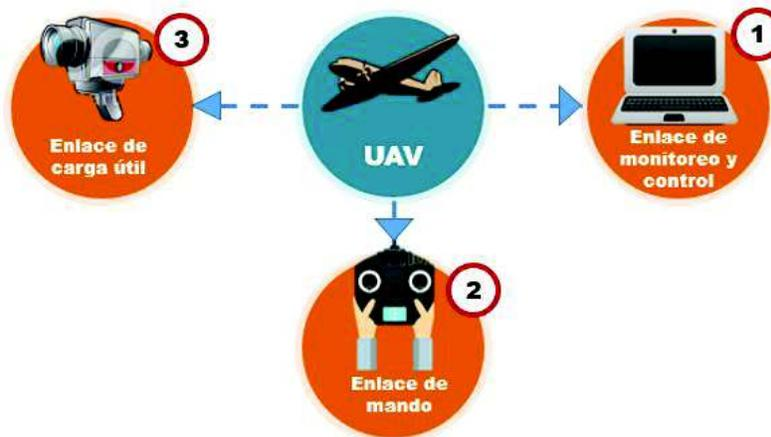 3
Enlace de
carga útil
UAV
1
Enlace de
monitoreo y
control
2
Enlace de
mando